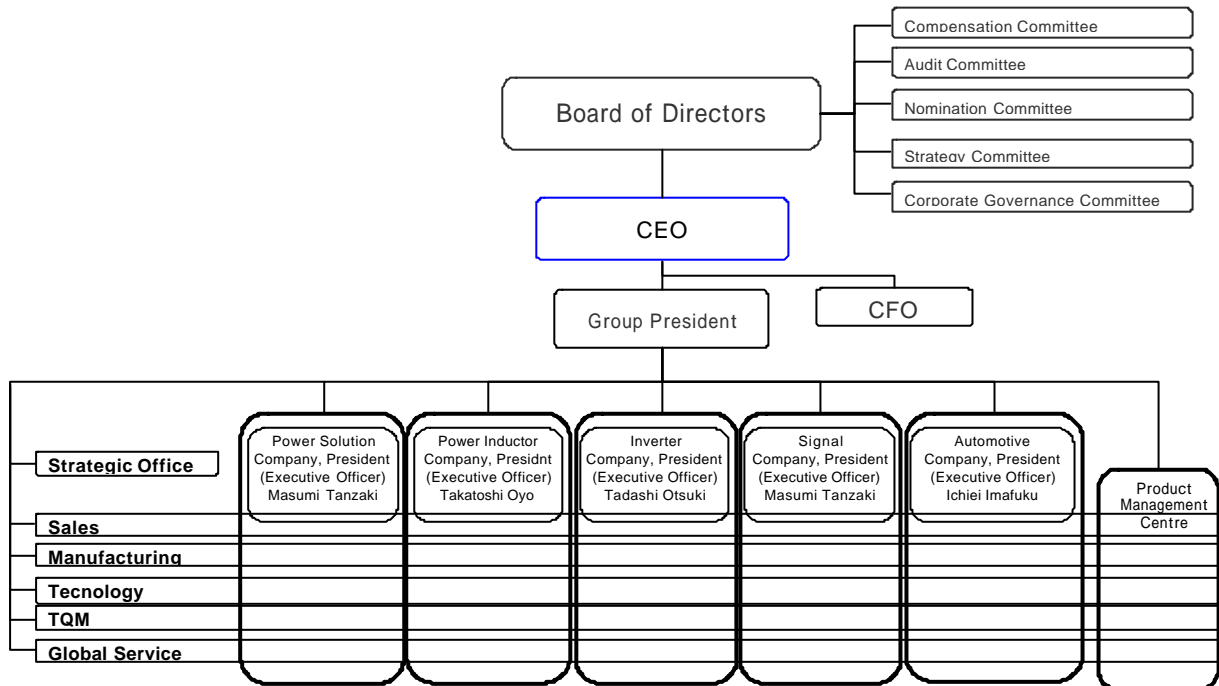 Compensation Committee
Audit Committee
Board of Directors
Nomination Committee
Strategy Committee
Corporate Governance Committee
CEO
Group President
CFO
Strategic Office
Power Solution
Company, President
(Executive Officer)
Masumi Tanzaki
Power Inductor
Company, Presidnt
(Executive Officer)
Takatoshi Oyo
Inverter
Company, President
(Executive Officer)
Tadashi Otsuki
Signal
Company, President
(Executive Officer)
Masumi Tanzaki
Automotive
Company, President
(Executive Officer)
Ichiei Imafuku
Product
Management
Centre
Sales
Manufacturing
Tecnology
TQM
Global Service